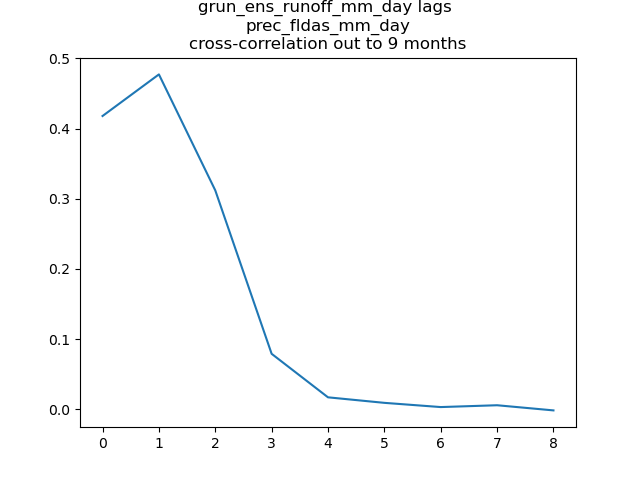 grun_ens_runoff_mm_day lags
prec_fldas_mm_day
cross-correlation out to 9 months
0.5
0.4
0.3
0.2
0.1
0.0
0 1 2 3 4 5 6 7 8